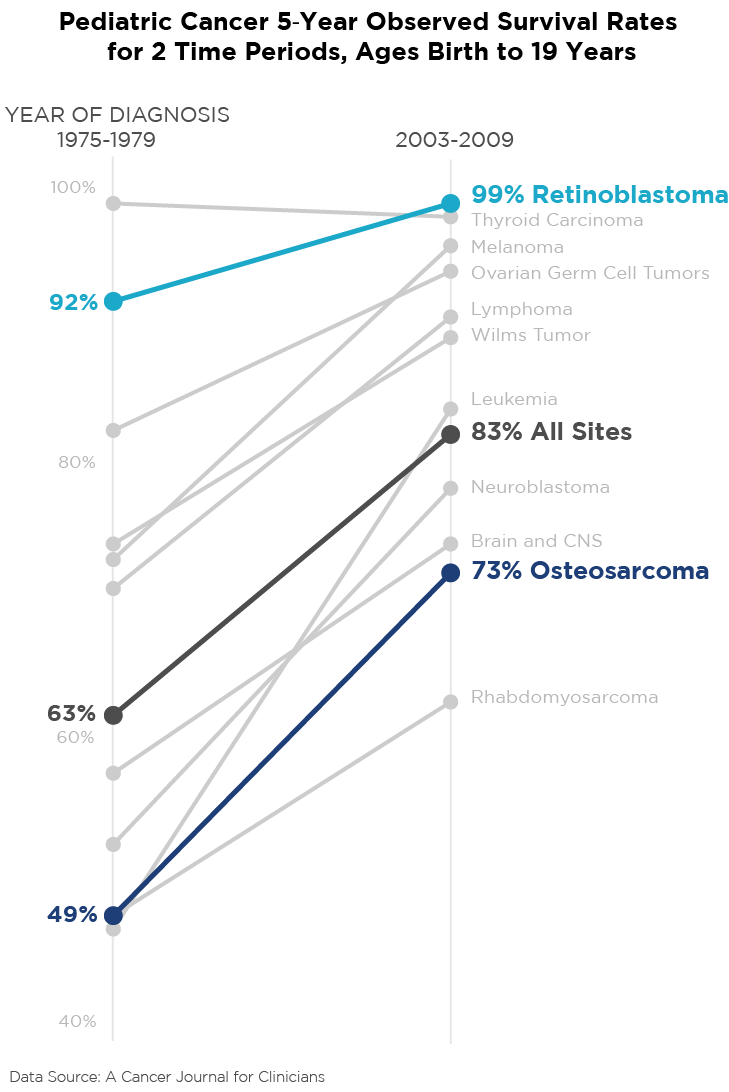 Pediatric Cancer 5-Year Observed Survival Rates
for 2 Time Periods, Ages Birth to 19 Years
YEAR OF DIAGNOSIS
1975-1979
2003-2009
100%
99% Retinoblastoma
Thyroid Carcinoma
Melanoma
Ovarian Germ Cell Tumors
92%
Lymphoma
Wilms Tumor
Leukemia
83% All Sites
80%
Neuroblastoma
Brain and CNS
73% Osteosarcoma
Rhabdomyosarcoma
63%
60%
49%
40%
Data Source: A Cancer Journal for Clinicians